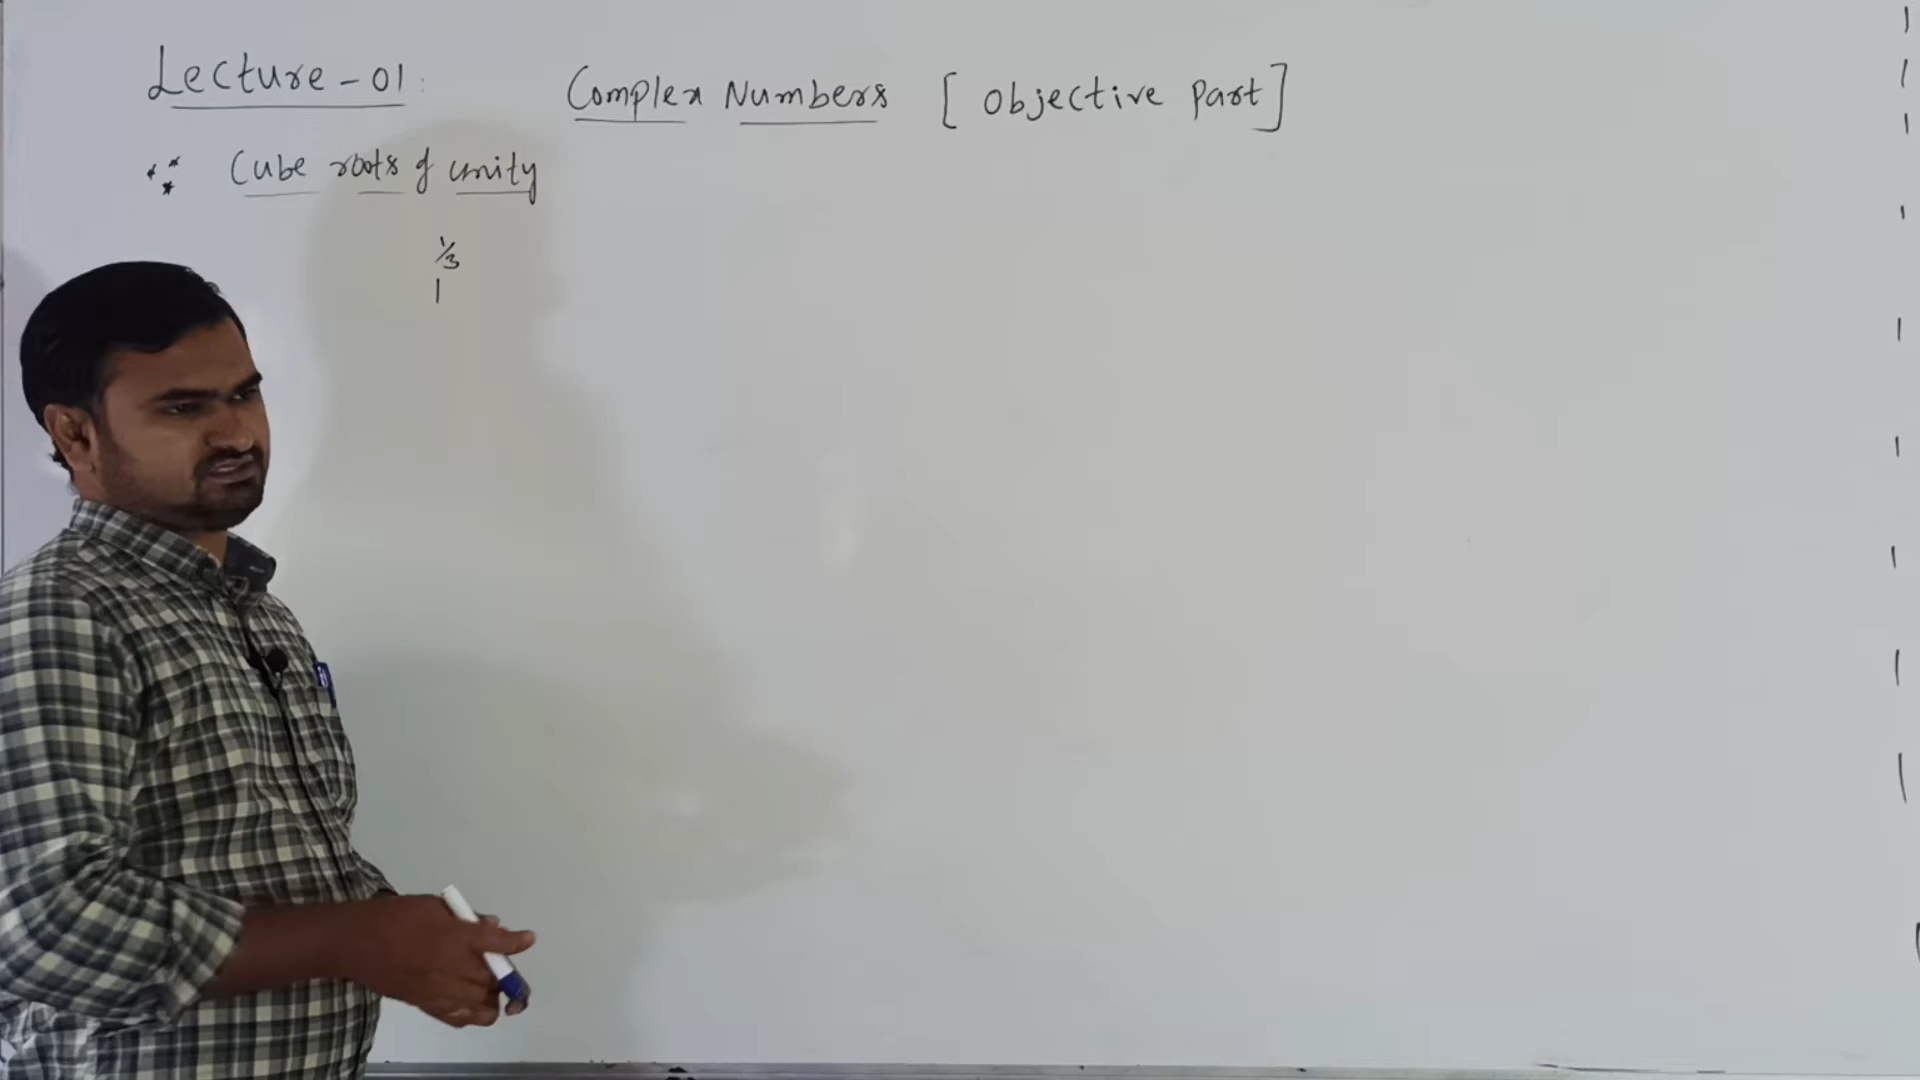 Lecture-01: Complex Numbers [Objective Part]
Cube roots of unity
1^1/3